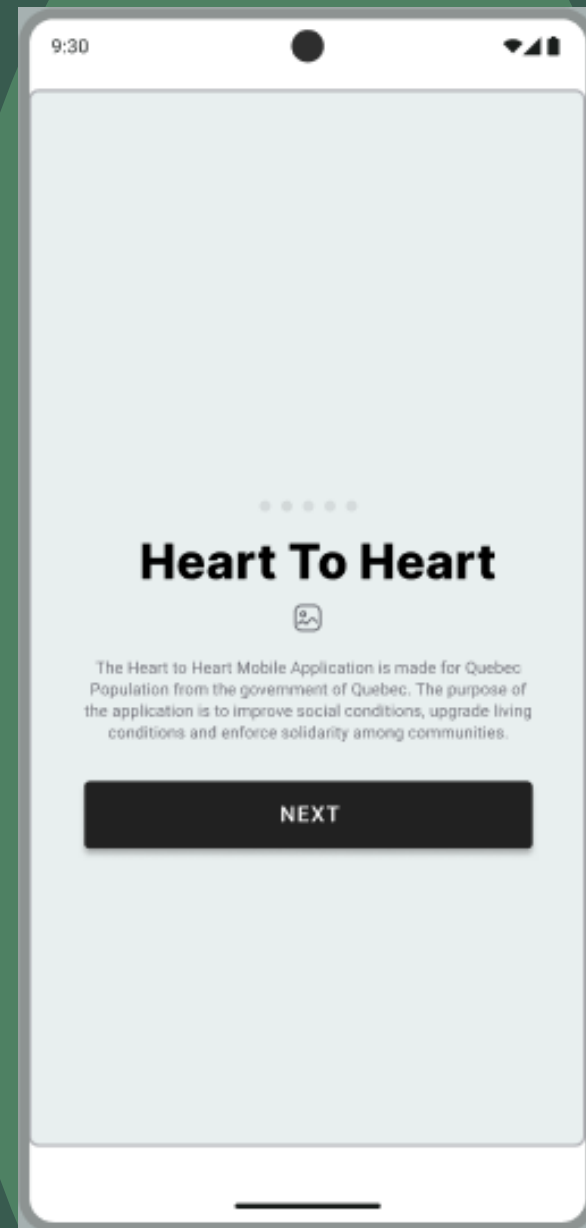 9:30
Heart To Heart
The Heart to Heart Mobile Application is made for Quebec
Population from the government of Quebec. The purpose of
the application is to improve social conditions, upgrade living
conditions and enforce solidarity among communities.
NEXT